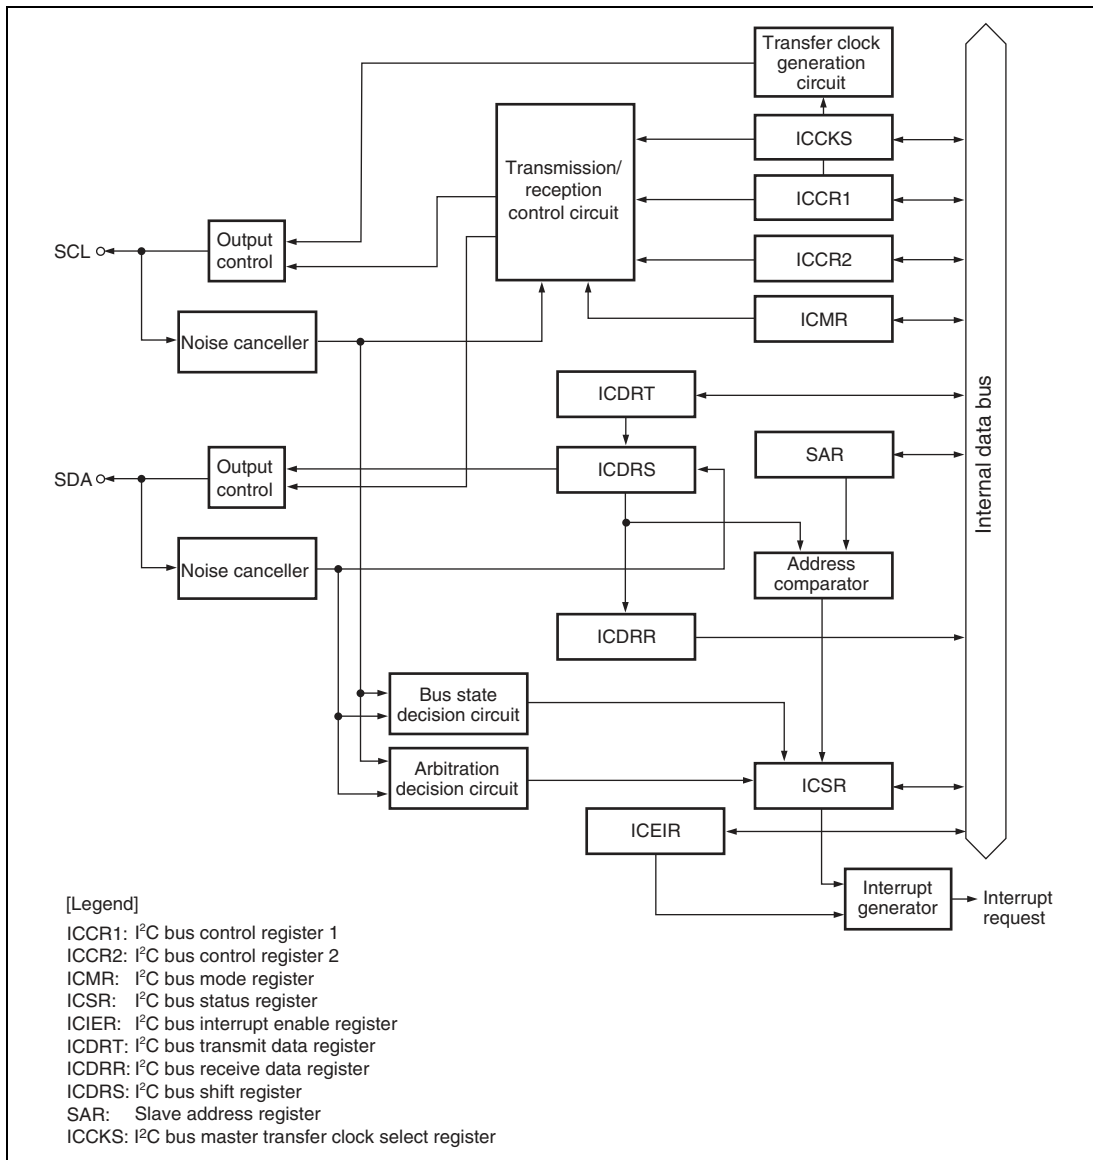 Transfer clock
generation
circuit
ICCKS
Transmission/
reception
control circuit
ICCR1
Output
control
SCL
ICCR2
Noise canceller
ICMR
ICDRT
Internal data bus
Output
control
SDA
ICDRS
SAR
Noise canceller
Address
comparator
ICDRR
Bus state
decision circuit
Arbitration
decision circuit
ICSR
ICEIR
Interrupt
generator
Interrupt
request
[Legend]
ICCR1: I²C bus control register 1
ICCR2: I²C bus control register 2
ICMR: I²C bus mode register
ICSR: I²C bus status register
ICIER: I²C bus interrupt enable register
ICDRT: I²C bus transmit data register
ICDRR: I²C bus receive data register
ICDRS: I²C bus shift register
SAR: Slave address register
ICCKS: I²C bus master transfer clock select register